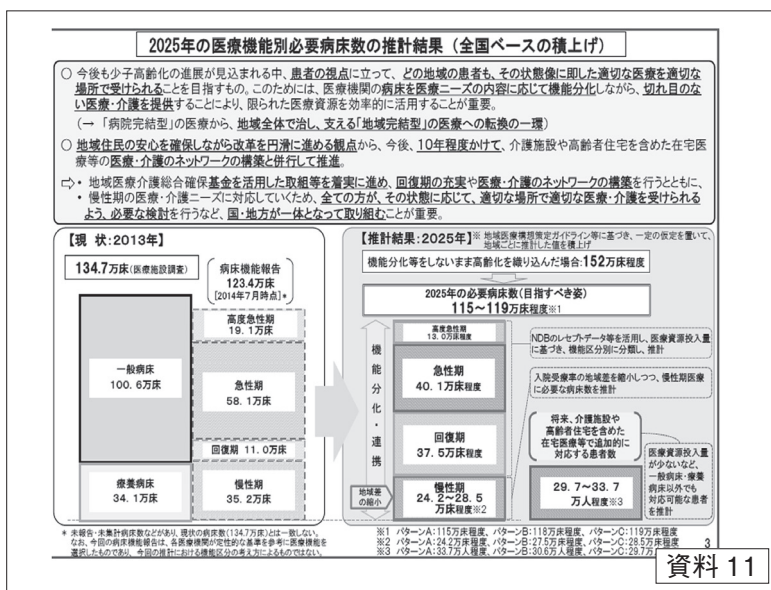 2025年の医療機能別必要病床数の推計結果（全国ベースの積上げ）
○ 今後も少子高齢化の進展が見込まれる中、患者の視点に立って、どの地域の患者も、その状態像に即した適切な医療を適切な
場所で受けられることを目指すもの。このためには、医療機関の病床を医療ニーズの内容に応じて機能分化しながら、切れ目のな
い医療・介護を提供することにより、限られた医療資源を効率的に活用することが重要。
（→ 「病院完結型」の医療から、地域全体で治し、支える「地域完結型」の医療への転換の一環）
○ 地域住民の安心を確保しながら改革を円滑に進める観点から、今後、10年程度かけて、介護施設や高齢者住宅を含めた在宅医
療等の医療・介護のネットワークの構築と併行して推進。
⇨ ・地域医療介護総合確保基金を活用した取組等を着実に進め、回復期の充実や医療・介護のネットワークの構築を行うとともに、
・慢性期の医療・介護ニーズに対応していくため、全ての方が、その状態に応じて、適切な場所で適切な医療・介護を受けられる
よう、必要な検討を行うなど、国・地方が一体となって取り組むことが重要。
【現 状：2013年】
134.7万床（医療施設調査）
病床機能報告
123.4万床
[2014年7月時点]＊
一般病床
100.6万床
療養病床
34.1万床
高度急性期
19.1万床
急性期
58.1万床
回復期 11.0万床
慢性期
35.2万床
【推計結果：2025年】※ 地域医療構想策定ガイドライン等に基づき、一定の仮定を置いて、
地域ごとに推計した値を積上げ
機能分化等をしないまま高齢化を織り込んだ場合：152万床程度
2025年の必要病床数（目指すべき姿）
115～119万床程度※1
機能分化・連携
地域差
の縮小
高度急性期
13.0万床程度
急性期
40.1万床程度
回復期
37.5万床程度
慢性期
24.2～28.5
万床程度※2
NDBのレセプトデータ等を活用し、医療資源投入量
に基づき、機能区分別に分類し、推計
入院受療率の地域差を縮小しつつ、慢性期医療
に必要な病床数を推計
将来、介護施設や
高齢者住宅を含めた
在宅医療等で追加的に
対応する患者数
29.7～33.7
万人程度※3
医療資源投入量
が少ないなど、
一般病床・療養
病床以外でも
対応可能な患者
を推計
＊ 未報告・未集計病床数などがあり、現状の病床数（134.7万床）とは一致しない。
なお、今回の病床機能報告は、各医療機関が定性的な基準を参考に医療機能を
選択したものであり、今回の推計における機能区分の考え方によるものではない。
※1 パターンA：115万床程度、パターンB：118万床程度、パターンC：119万床程度
※2 パターンA：24.2万床程度、パターンB：27.5万床程度、パターンC：28.5万床程度
※3 パターンA：33.7万人程度、パターンB：30.6万人程度、パターンC：29.7万
3
資料 11